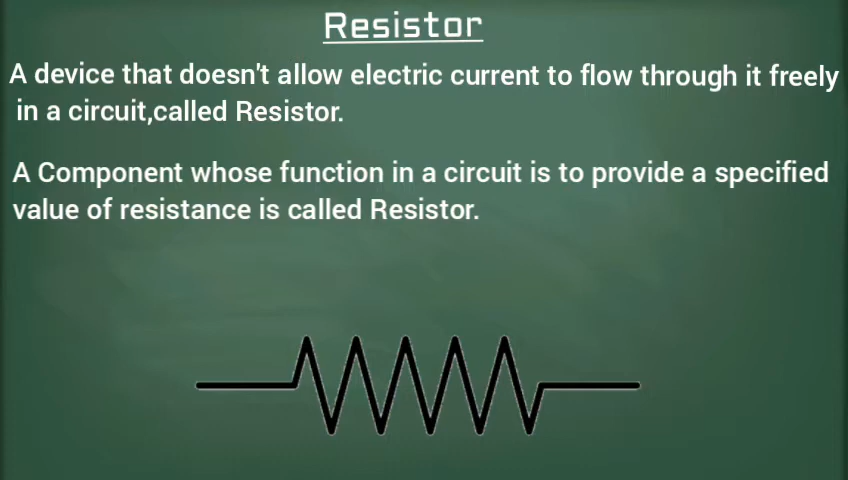 Resistor
A device that doesn't allow electric current to flow through it freely
in a circuit,called Resistor.
A Component whose function in a circuit is to provide a specified
value of resistance is called Resistor.